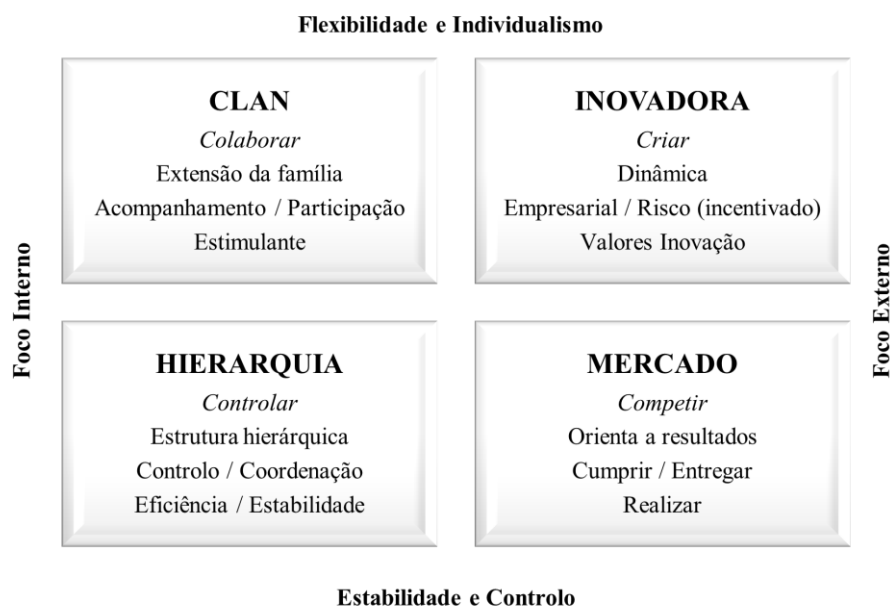 Flexibilidade e Individualismo
CLAN
Colaborar
Extensão da família
Acompanhamento / Participação
Estimulante
INOVADORA
Criar
Dinâmica
Empresarial / Risco (incentivado)
Valores Inovação
Foco Interno
Foco Externo
HIERARQUIA
Controlar
Estrutura hierárquica
Controlo / Coordenação
Eficiência / Estabilidade
MERCADO
Competir
Orienta a resultados
Cumprir / Entregar
Realizar
Estabilidade e Controlo